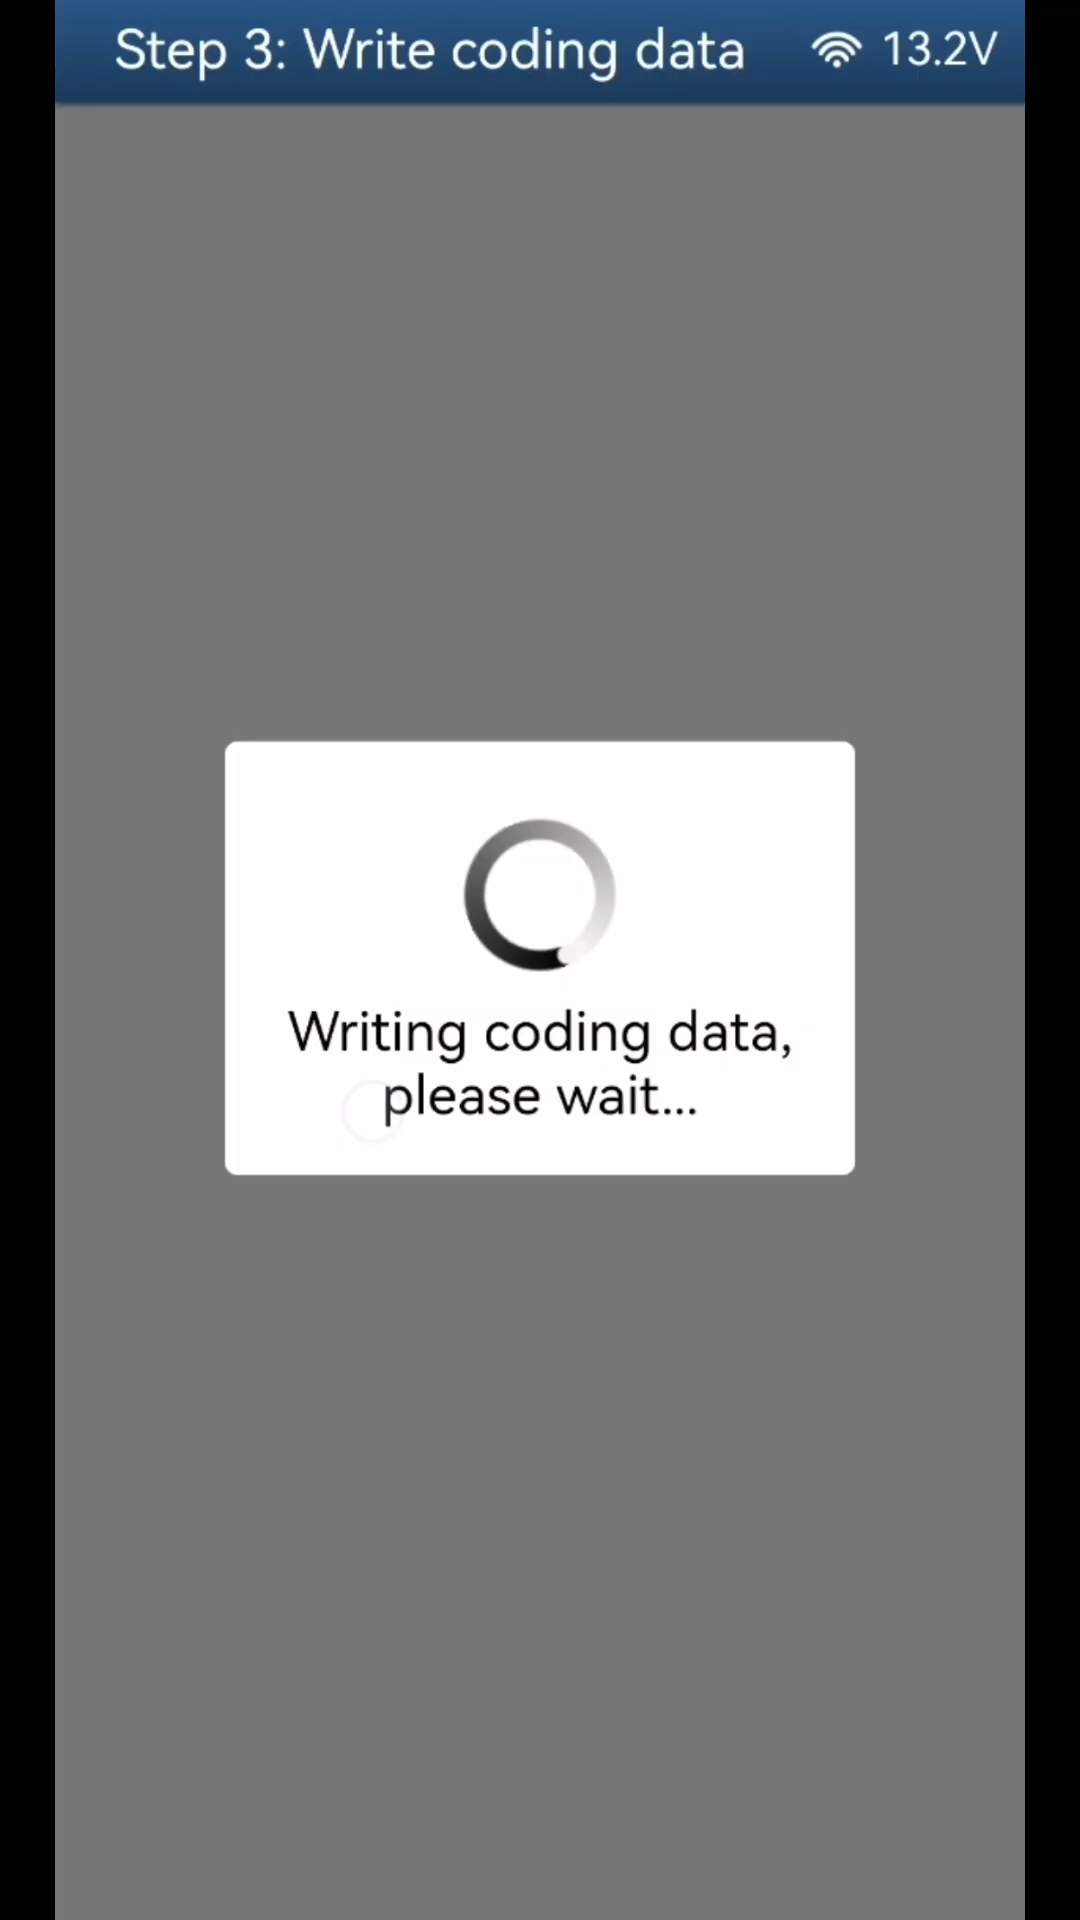 Step 3: Write coding data 13.2V
Writing coding data,
please wait...